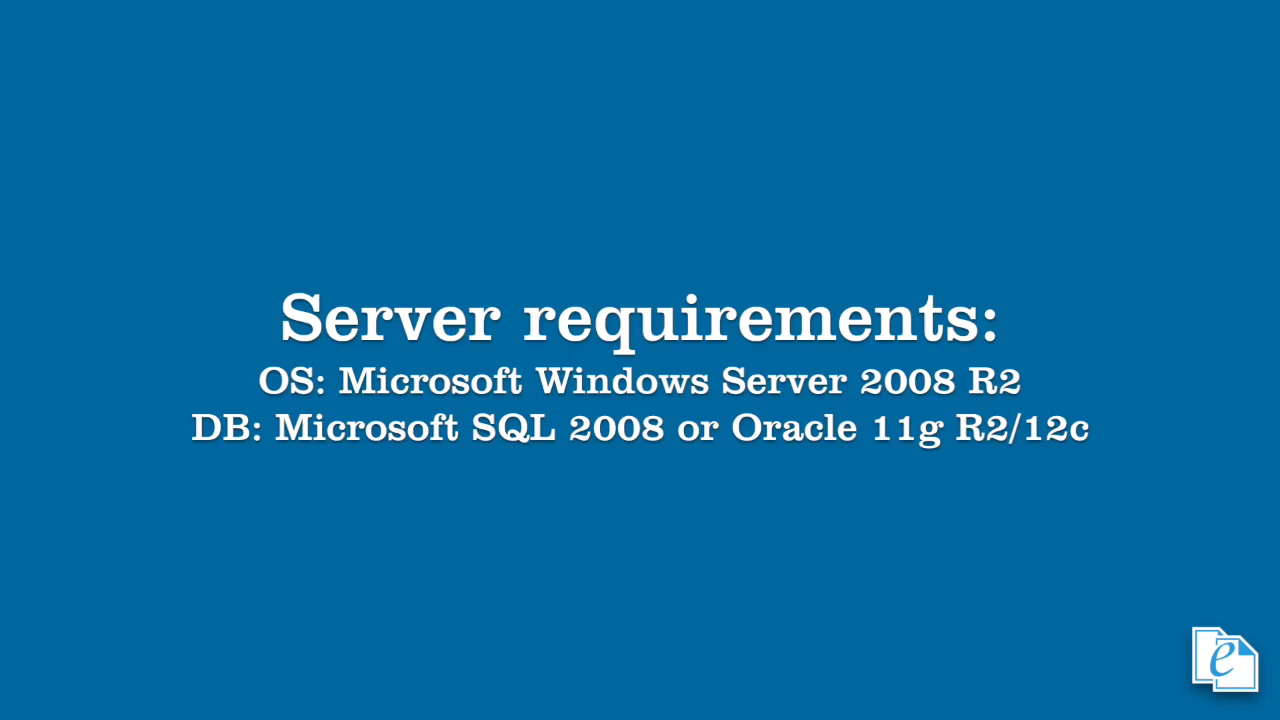 Server requirements:
OS: Microsoft Windows Server 2008 R2
DB: Microsoft SQL 2008 or Oracle 11g R2/12c
e